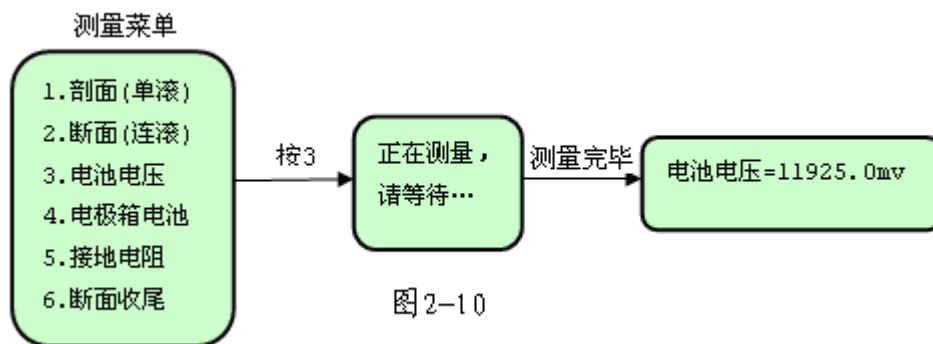 测量菜单
1.剖面(单滚)
2.断面(连滚)
3.电池电压
4.电极箱电池
5.接地电阻
6.断面收尾
按3
正在测量，
请等待…
测量完毕
电池电压=11925.0mv
图2-10